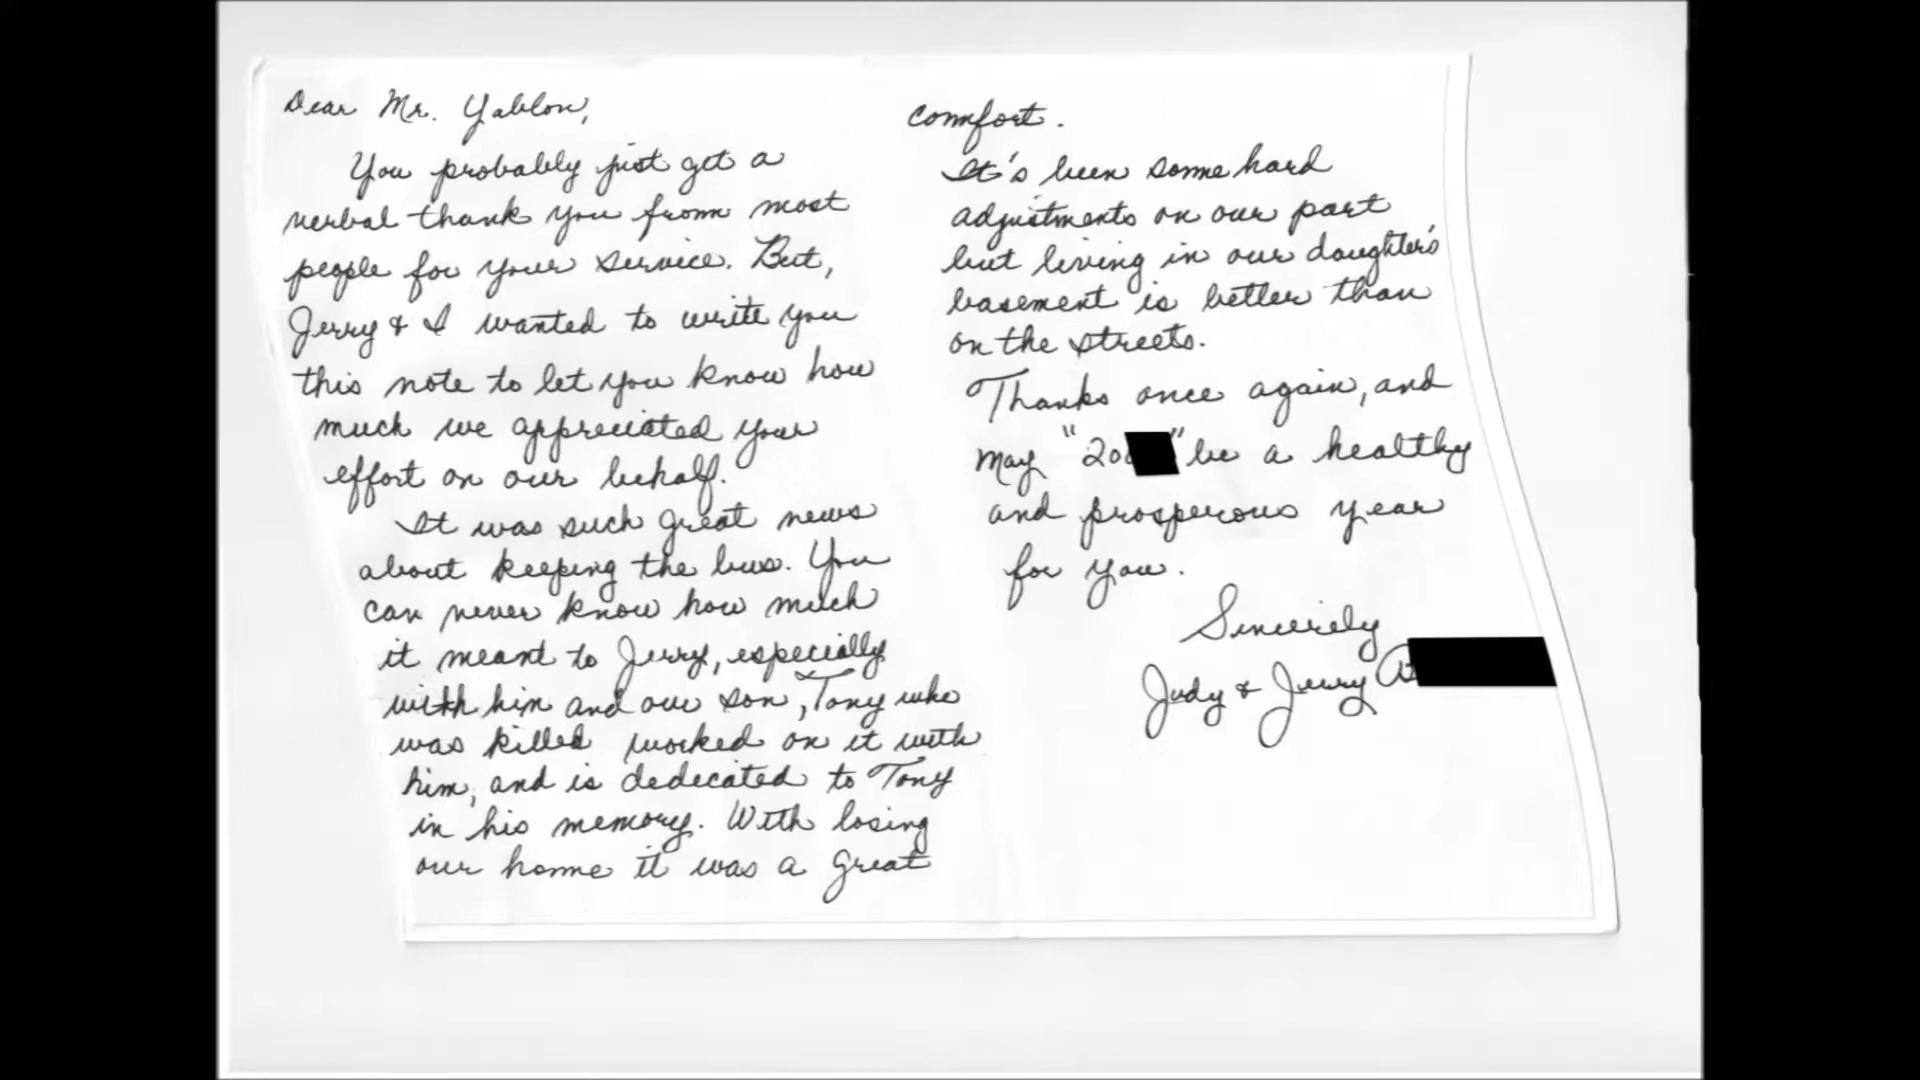 Dear Mr. Yablon,
You probably just get a
verbal thank you from most
people for your service. But,
Jerry & I wanted to write you
this note to let you know how
much we appreciated your
effort on our behalf.
It was such great news
about keeping the bus. You
can never know how much
it meant to Jerry, especially
with him and our son, Tony who
was killed worked on it with
him, and is dedicated to Tony
in his memory. With losing
our home it was a great
comfort.
It's been some hard
adjustments on our part
but living in our daughter's
basement is better than
on the streets.
Thanks once again, and
may "20 " be a healthy
and prosperous year
for you.
Sincerely
Judy & Jerry